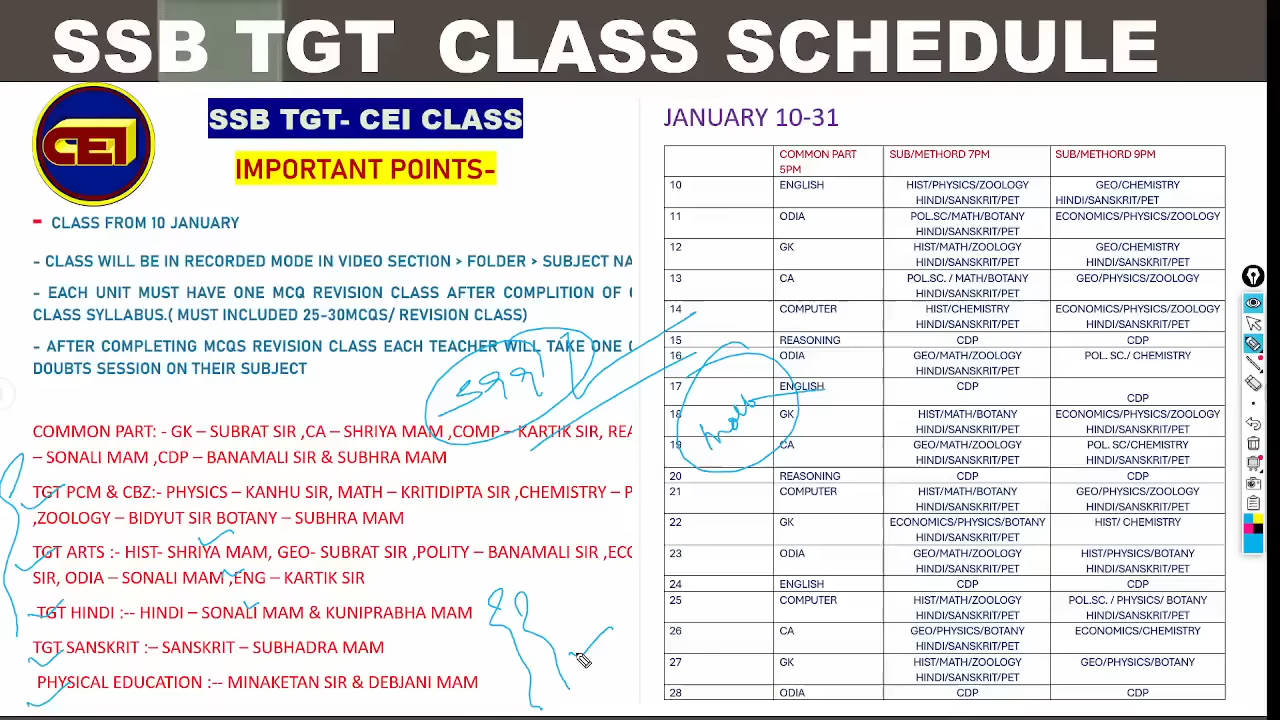 SSB TGT CLASS SCHEDULE
CEI
SSB TGT- CEI CLASS
IMPORTANT POINTS-
- CLASS FROM 10 JANUARY
- CLASS WILL BE IN RECORDED MODE IN VIDEO SECTION > FOLDER > SUBJECT NA
- EACH UNIT MUST HAVE ONE MCQ REVISION CLASS AFTER COMPLITION OF
CLASS SYLLABUS.( MUST INCLUDED 25-30MCQS/ REVISION CLASS)
- AFTER COMPLETING MCQS REVISION CLASS EACH TEACHER WILL TAKE ONE
DOUBTS SESSION ON THEIR SUBJECT
COMMON PART: - GK – SUBRAT SIR ,CA – SHRIYA MAM ,COMP – KARTIK SIR, REA
– SONALI MAM ,CDP – BANAMALI SIR & SUBHRA MAM
TGT PCM & CBZ:- PHYSICS – KANHU SIR, MATH – KRITIDIPTA SIR ,CHEMISTRY – P
,ZOOLOGY – BIDYUT SIR BOTANY – SUBHRA MAM
TGT ARTS :- HIST- SHRIYA MAM, GEO- SUBRAT SIR ,POLITY – BANAMALI SIR ,ECO
SIR, ODIA – SONALI MAM ,ENG – KARTIK SIR
TGT HINDI :-- HINDI – SONALI MAM & KUNIPRABHA MAM
TGT SANSKRIT :– SANSKRIT – SUBHADRA MAM
PHYSICAL EDUCATION :-- MINAKETAN SIR & DEBJANI MAM
JANUARY 10-31
COMMON PART 5PM SUB/METHORD 7PM SUB/METHORD 9PM
10 ENGLISH HIST/PHYSICS/ZOOLOGY GEO/CHEMISTRY
HINDI/SANSKRIT/PET HINDI/SANSKRIT/PET
11 ODIA POL.SC/MATH/BOTANY ECONOMICS/PHYSICS/ZOOLOGY
HINDI/SANSKRIT/PET
12 GK HIST/MATH/ZOOLOGY GEO/CHEMISTRY
HINDI/SANSKRIT/PET HINDI/SANSKRIT/PET
13 CA POL.SC. / MATH/BOTANY GEO/PHYSICS/ZOOLOGY
HINDI/SANSKRIT/PET
14 COMPUTER HIST/CHEMISTRY ECONOMICS/PHYSICS/ZOOLOGY
HINDI/SANSKRIT/PET HINDI/SANSKRIT/PET
15 REASONING CDP CDP
16 ODIA GEO/MATH/ZOOLOGY POL. SC./ CHEMISTRY
HINDI/SANSKRIT/PET
17 ENGLISH CDP CDP
18 GK HIST/MATH/BOTANY ECONOMICS/PHYSICS/ZOOLOGY
HINDI/SANSKRIT/PET HINDI/SANSKRIT/PET
19 CA GEO/MATH/ZOOLOGY POL. SC/CHEMISTRY
HINDI/SANSKRIT/PET HINDI/SANSKRIT/PET
20 REASONING CDP CDP
21 COMPUTER HIST/MATH/BOTANY GEO/PHYSICS/ZOOLOGY
HINDI/SANSKRIT/PET HINDI/SANSKRIT/PET
22 GK ECONOMICS/PHYSICS/BOTANY HIST/ CHEMISTRY
HINDI/SANSKRIT/PET
23 ODIA GEO/MATH/ZOOLOGY HIST/PHYSICS/BOTANY
HINDI/SANSKRIT/PET
24 ENGLISH CDP CDP
25 COMPUTER HIST/MATH/ZOOLOGY POL.SC. / PHYSICS/ BOTANY
HINDI/SANSKRIT/PET HINDI/SANSKRIT/PET
26 CA GEO/PHYSICS/BOTANY ECONOMICS/CHEMISTRY
HINDI/SANSKRIT/PET
27 GK HIST/MATH/ZOOLOGY GEO/PHYSICS/BOTANY
HINDI/SANSKRIT/PET
28 ODIA CDP CDP